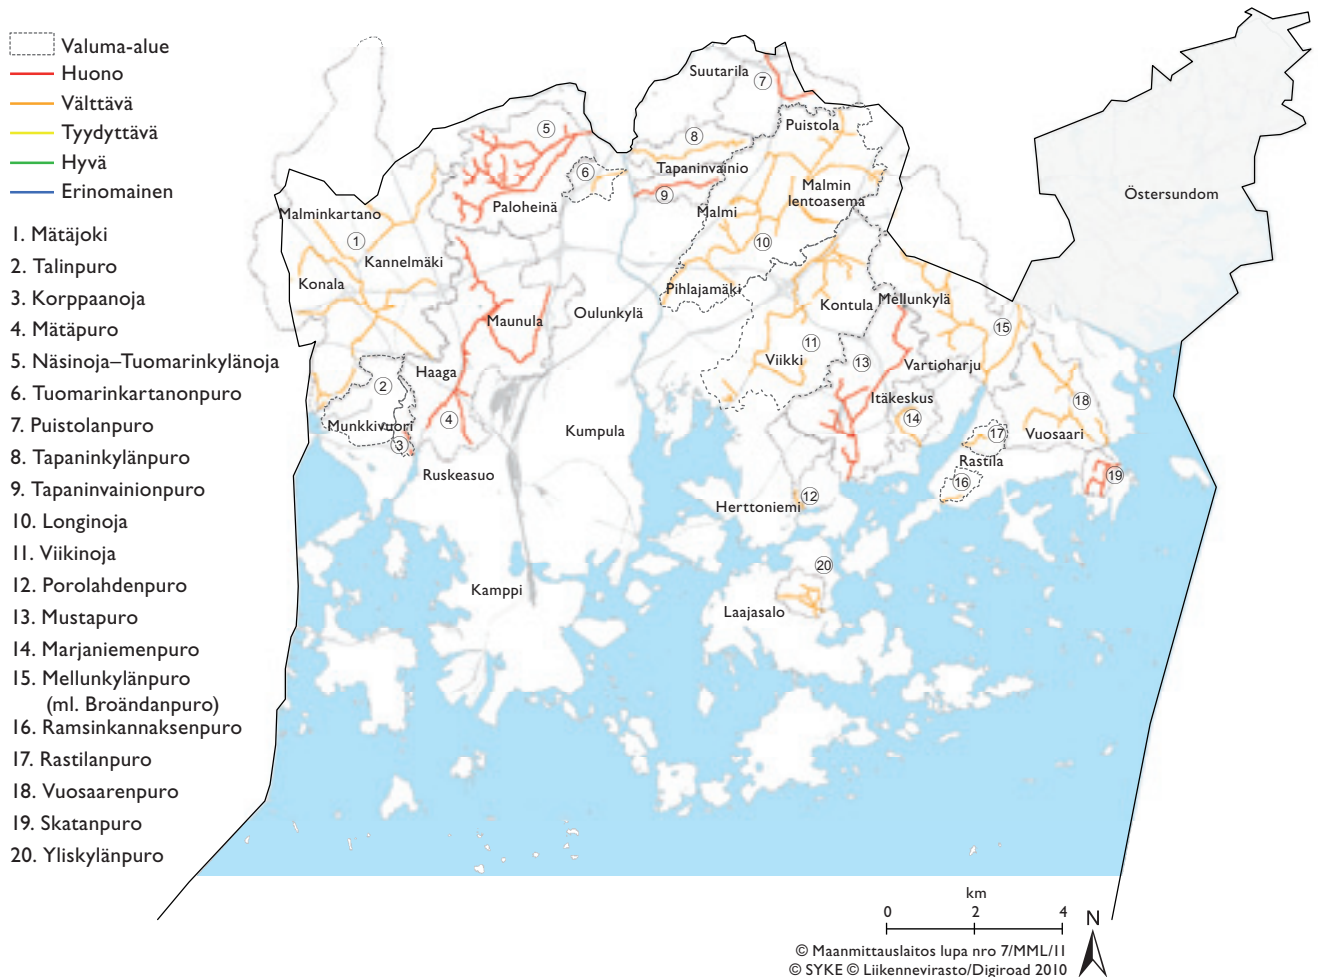 Valuma-alue
Huono
Välttävä
Tyydyttävä
Hyvä
Erinomainen
1. Mätäjoki
2. Talinpuro
3. Korppaanoja
4. Mätäpuro
5. Näsinoja–Tuomarinkylänoja
6. Tuomarinkartanonpuro
7. Puistolanpuro
8. Tapaninkylänpuro
9. Tapaninvainionpuro
10. Longinoja
11. Viikinoja
12. Porolahdenpuro
13. Mustapuro
14. Marjaniemenpuro
15. Mellunkylänpuro
(ml. Broändanpuro)
16. Ramsinkannaksenpuro
17. Rastilanpuro
18. Vuosaarenpuro
19. Skatanpuro
20. Yliskylänpuro
Suutarila
7
5
8
Puistola
6
Tapaninvainio
9
Malmin
lentoasema
Östersundom
Malminkartano
Paloheinä
Malmi
1
10
Kannelmäki
Konala
Pihlajamäki
Oulunkylä
Kontula
Mellunkylä
Maunula
15
11
Viikki
13
Vartioharju
Haaga
2
Itäkeskus
18
14
4
Munkkivuori
3
Kumpula
17
Vuosaari
Rastila
Ruskeasuo
16
19
12
Herttoniemi
20
Kamppi
Laajasalo
km
0 2 4
N
© Maanmittauslaitos lupa nro 7/MML/11
© SYKE © Liikennevirasto/Digiroad 2010